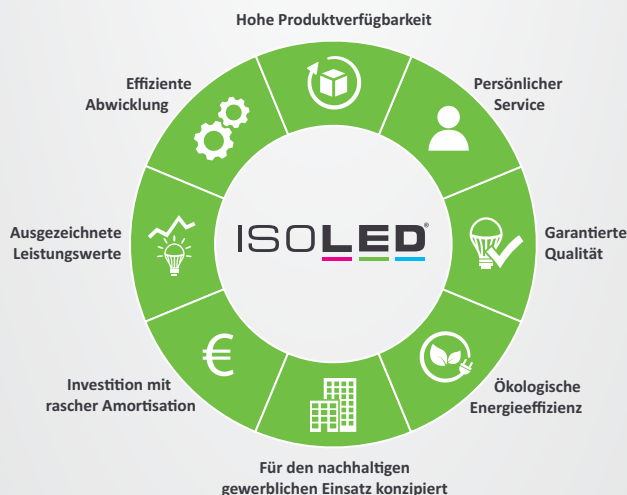 Hohe Produktverfügbarkeit
Persönlicher
Service
Garantierte
Qualität
Ökologische
Energieeffizienz
Für den nachhaltigen
gewerblichen Einsatz konzipiert
Investition mit
rascher Amortisation
Ausgezeichnete
Leistungswerte
Effiziente
Abwicklung
ISOLED®
€